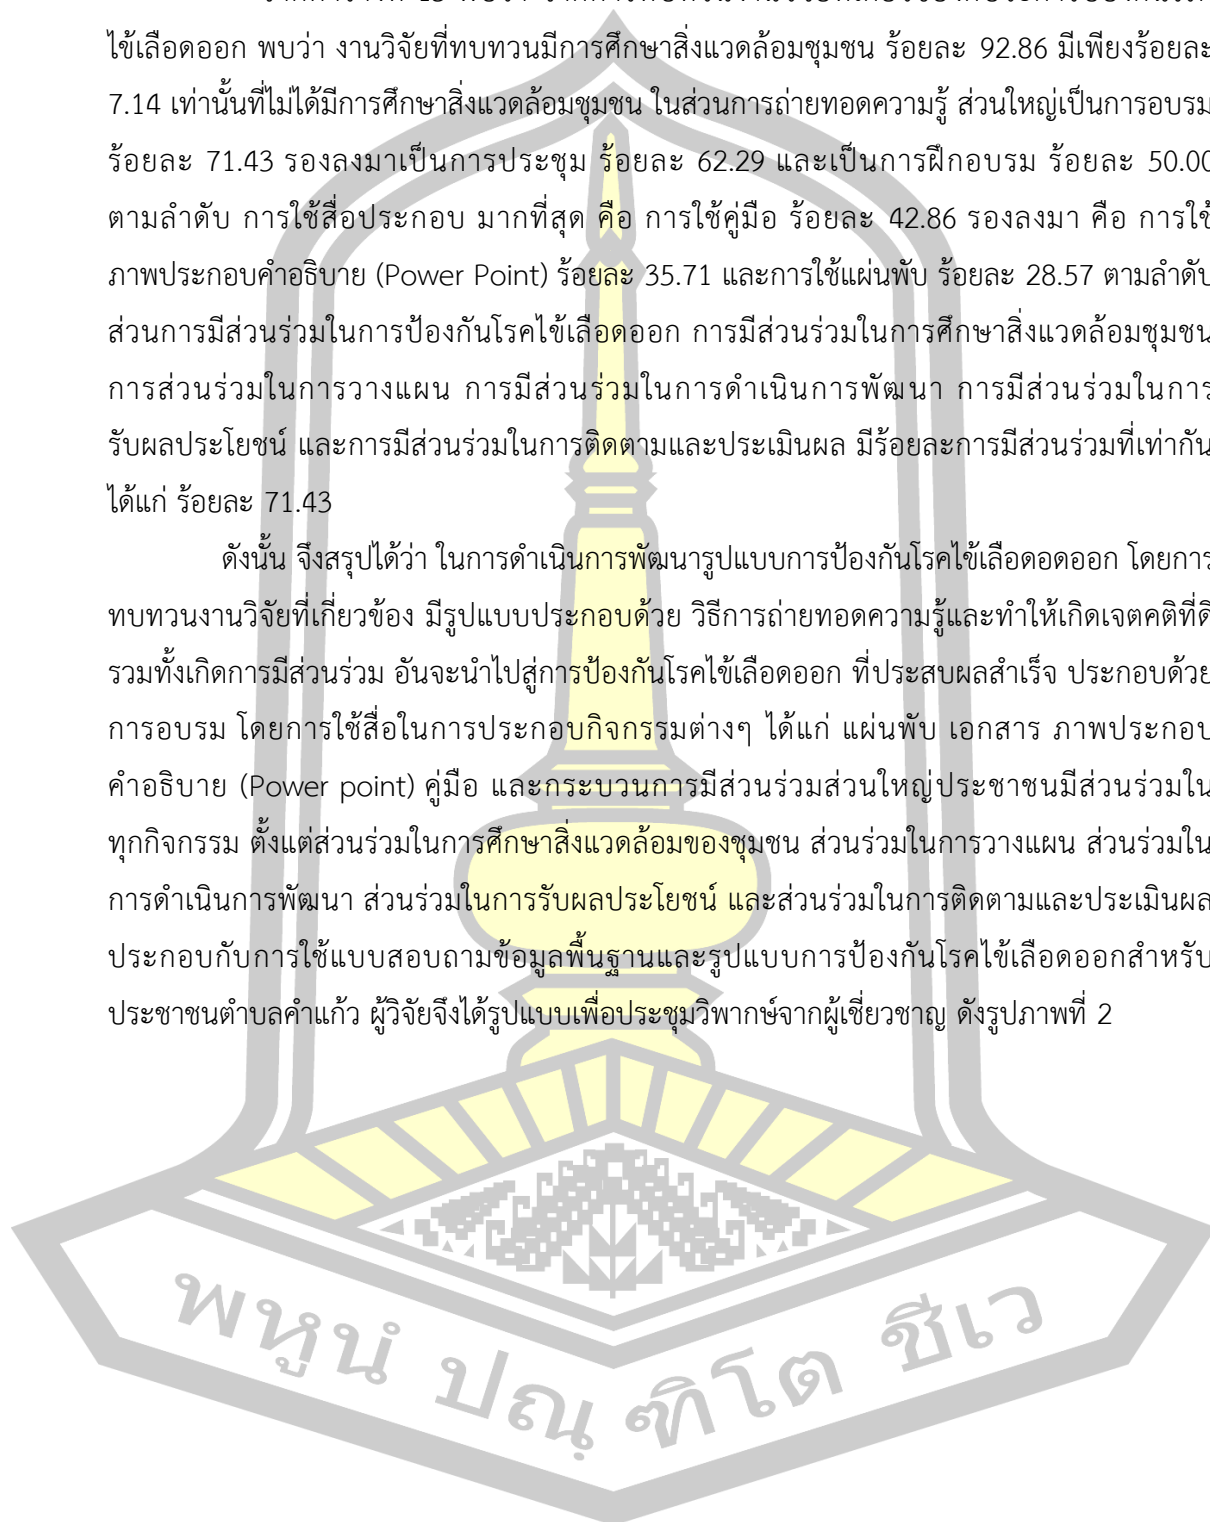 ไข้เลือดออก พบว่า งานวิจัยที่ทบทวนมีการศึกษาสิ่งแวดล้อมชุมชน ร้อยละ 92.86 มีเพียงร้อยละ
7.14 เท่านั้นที่ไม่ได้มีการศึกษาสิ่งแวดล้อมชุมชน ในส่วนการถ่ายทอดความรู้ ส่วนใหญ่เป็นการอบรม
ร้อยละ 71.43 รองลงมาเป็นการประชุม ร้อยละ 62.29 และเป็นการฝึกอบรม ร้อยละ 50.00
ตามลำดับ การใช้สื่อประกอบ มากที่สุด คือ การใช้คู่มือ ร้อยละ 42.86 รองลงมา คือ การใช้
ภาพประกอบคำอธิบาย (Power Point) ร้อยละ 35.71 และการใช้แผ่นพับ ร้อยละ 28.57 ตามลำดับ
ส่วนการมีส่วนร่วมในการป้องกันโรคไข้เลือดออก การมีส่วนร่วมในการศึกษาสิ่งแวดล้อมชุมชน
การส่วนร่วมในการวางแผน การมีส่วนร่วมในการดำเนินการพัฒนา การมีส่วนร่วมในการ
รับผลประโยชน์ และการมีส่วนร่วมในการติดตามและประเมินผล มีร้อยละการมีส่วนร่วมที่เท่ากัน
ได้แก่ ร้อยละ 71.43
ดังนั้น จึงสรุปได้ว่า ในการดำเนินการพัฒนารูปแบบการป้องกันโรคไข้เลือดอดออก โดยการ
ทบทวนงานวิจัยที่เกี่ยวข้อง มีรูปแบบประกอบด้วย วิธีการถ่ายทอดความรู้และทำให้เกิดเจตคติที่ดี
รวมทั้งเกิดการมีส่วนร่วม อันจะนำไปสู่การป้องกันโรคไข้เลือดออก ที่ประสบผลสำเร็จ ประกอบด้วย
การอบรม โดยการใช้สื่อในการประกอบกิจกรรมต่างๆ ได้แก่ แผ่นพับ เอกสาร ภาพประกอบ
คำอธิบาย (Power point) คู่มือ และกระบวนการมีส่วนร่วมส่วนใหญ่ประชาชนมีส่วนร่วมใน
ทุกกิจกรรม ตั้งแต่ส่วนร่วมในการศึกษาสิ่งแวดล้อมของชุมชน ส่วนร่วมในการวางแผน ส่วนร่วมใน
การดำเนินการพัฒนา ส่วนร่วมในการรับผลประโยชน์ และส่วนร่วมในการติดตามและประเมินผล
ประกอบกับการใช้แบบสอบถามข้อมูลพื้นฐานและรูปแบบการป้องกันโรคไข้เลือดออกสำหรับ
ประชาชนตำบลคำแก้ว ผู้วิจัยจึงได้รูปแบบเพื่อประชุมวิพากษ์จากผู้เชี่ยวชาญ ดังรูปภาพที่ 2
พหูนํ ปณฺฑิโต ชีเว